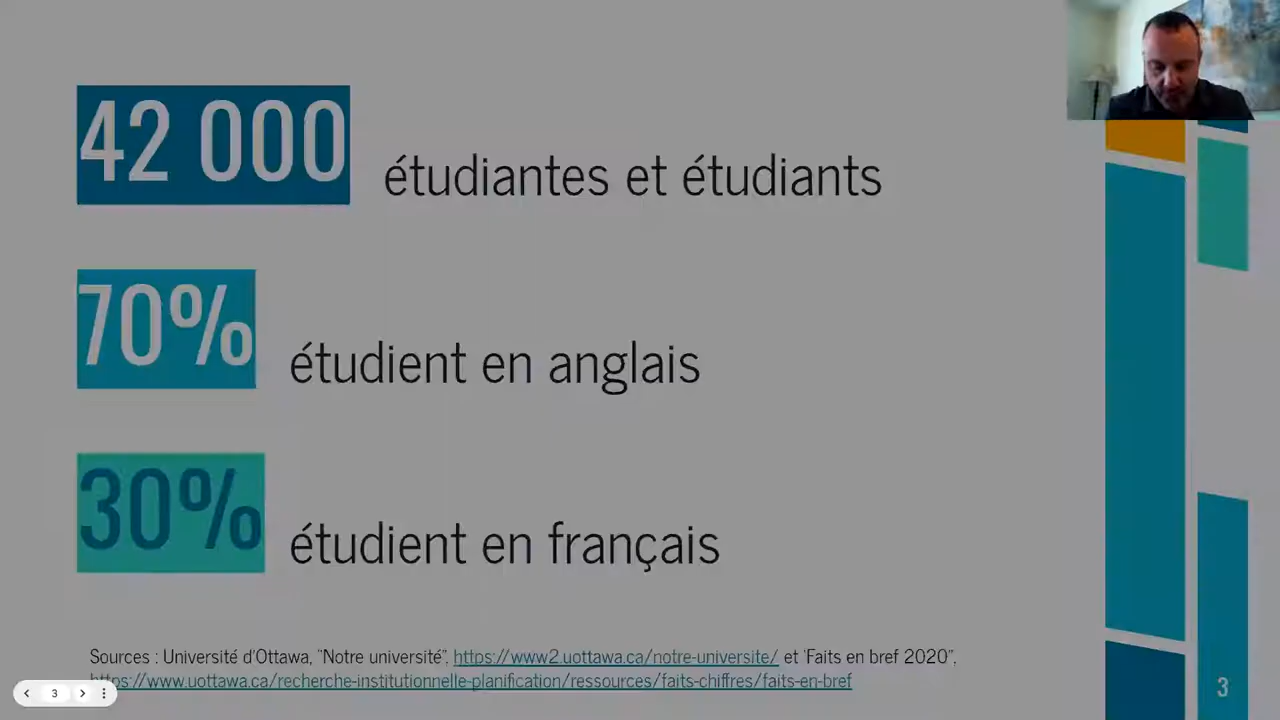 42 000 étudiantes et étudiants
70% étudient en anglais
30% étudient en français
Sources : Université d'Ottawa, "Notre université", https://www2.uottawa.ca/notre-universite/ et 'Faits en bref 2020",
https://www.uottawa.ca/recherche-institutionnelle-planification/ressources/faits-chiffres/faits-en-bref
3
3